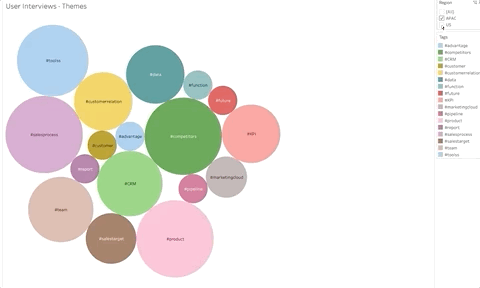 User Interviews - Themes
Region
(All)
APAC
US
Tags
#advantage
#competitors
#CRM
#customer
#customerrelation
#data
#function
#future
#KPI
#marketingcloud
#pipeline
#product
#report
#salesprocess
#salestarget
#team
#data
#function
#future
#customerrelation
#salesprocess
#advantage
#competitors
#KPI
#customer
#report
#CRM
#marketingcloud
#pipeline
#team
#salestarget
#product